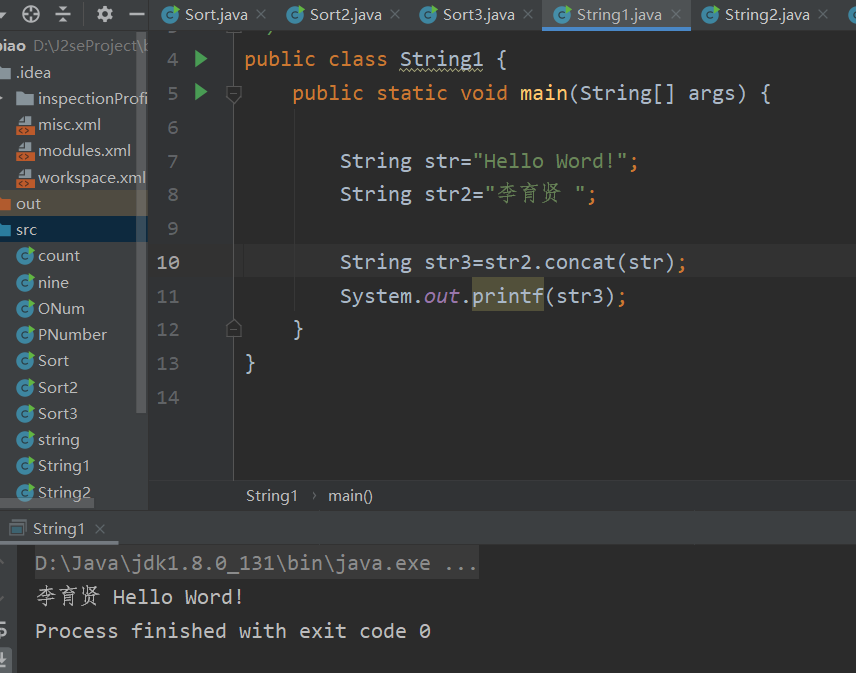 Sort.java Sort2.java Sort3.java String1.java String2.java
biao D:\J2seProject\b
.idea
inspectionProfi
misc.xml
modules.xml
workspace.xml
out
src
count
nine
ONum
PNumber
Sort
Sort2
Sort3
string
String1
String2
4 public class String1 {
5 public static void main(String[] args) {
6
7 String str="Hello Word!";
8 String str2="李育贤 ";
9
10 String str3=str2.concat(str);
11 System.out.printf(str3);
12 }
13 }
14
String1 › main()
String1
D:\Java\jdk1.8.0_131\bin\java.exe ...
李育贤 Hello Word!
Process finished with exit code 0